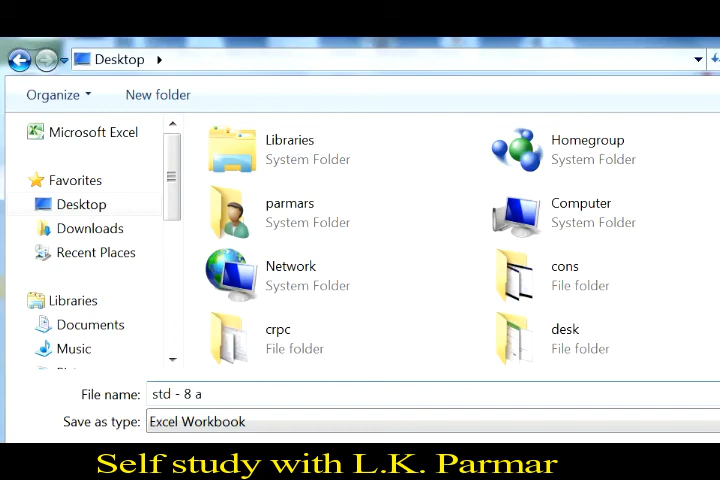 Desktop
Organize
New folder
Microsoft Excel
Favorites
Desktop
Downloads
Recent Places
Libraries
Documents
Music
Libraries
System Folder
Homegroup
System Folder
parmars
System Folder
Computer
System Folder
Network
System Folder
cons
File folder
crpc
File folder
desk
File folder
File name: std - 8 a
Save as type: Excel Workbook
Self study with L.K. Parmar